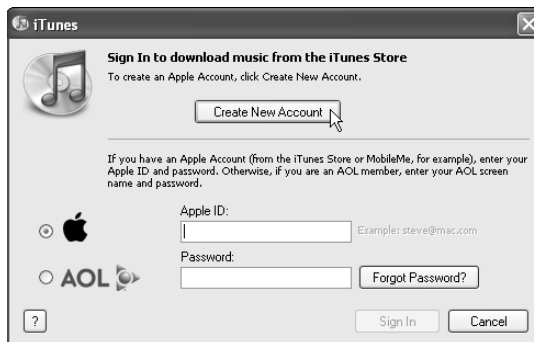 iTunes
Sign In to download music from the iTunes Store
To create an Apple Account, click Create New Account.
Create New Account
If you have an Apple Account (from the iTunes Store or MobileMe, for example), enter your
Apple ID and password. Otherwise, if you are an AOL member, enter your AOL screen
name and password.
Apple ID:
Example: steve@mac.com
Password:
AOL
Forgot Password?
?
Sign In
Cancel